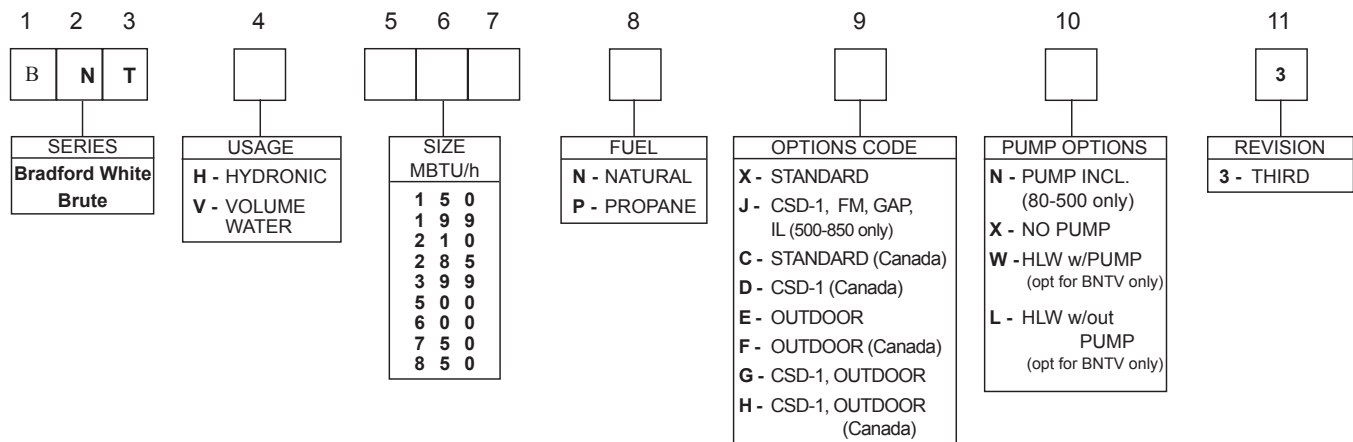 1 2 3 4 5 6 7 8 9 10 11
B N T 3
SERIES
Bradford White
Brute
USAGE
H - HYDRONIC
V - VOLUME
WATER
SIZE
MBTU/h
1 5 0
1 9 9
2 1 0
2 8 5
3 9 9
5 0 0
6 0 0
7 5 0
8 5 0
FUEL
N - NATURAL
P - PROPANE
OPTIONS CODE
X - STANDARD
J - CSD-1, FM, GAP,
IL (500-850 only)
C - STANDARD (Canada)
D - CSD-1 (Canada)
E - OUTDOOR
F - OUTDOOR (Canada)
G - CSD-1, OUTDOOR
H - CSD-1, OUTDOOR
(Canada)
PUMP OPTIONS
N - PUMP INCL.
(80-500 only)
X - NO PUMP
W - HLW w/PUMP
(opt for BNTV only)
L - HLW w/out
PUMP
(opt for BNTV only)
REVISION
3 - THIRD